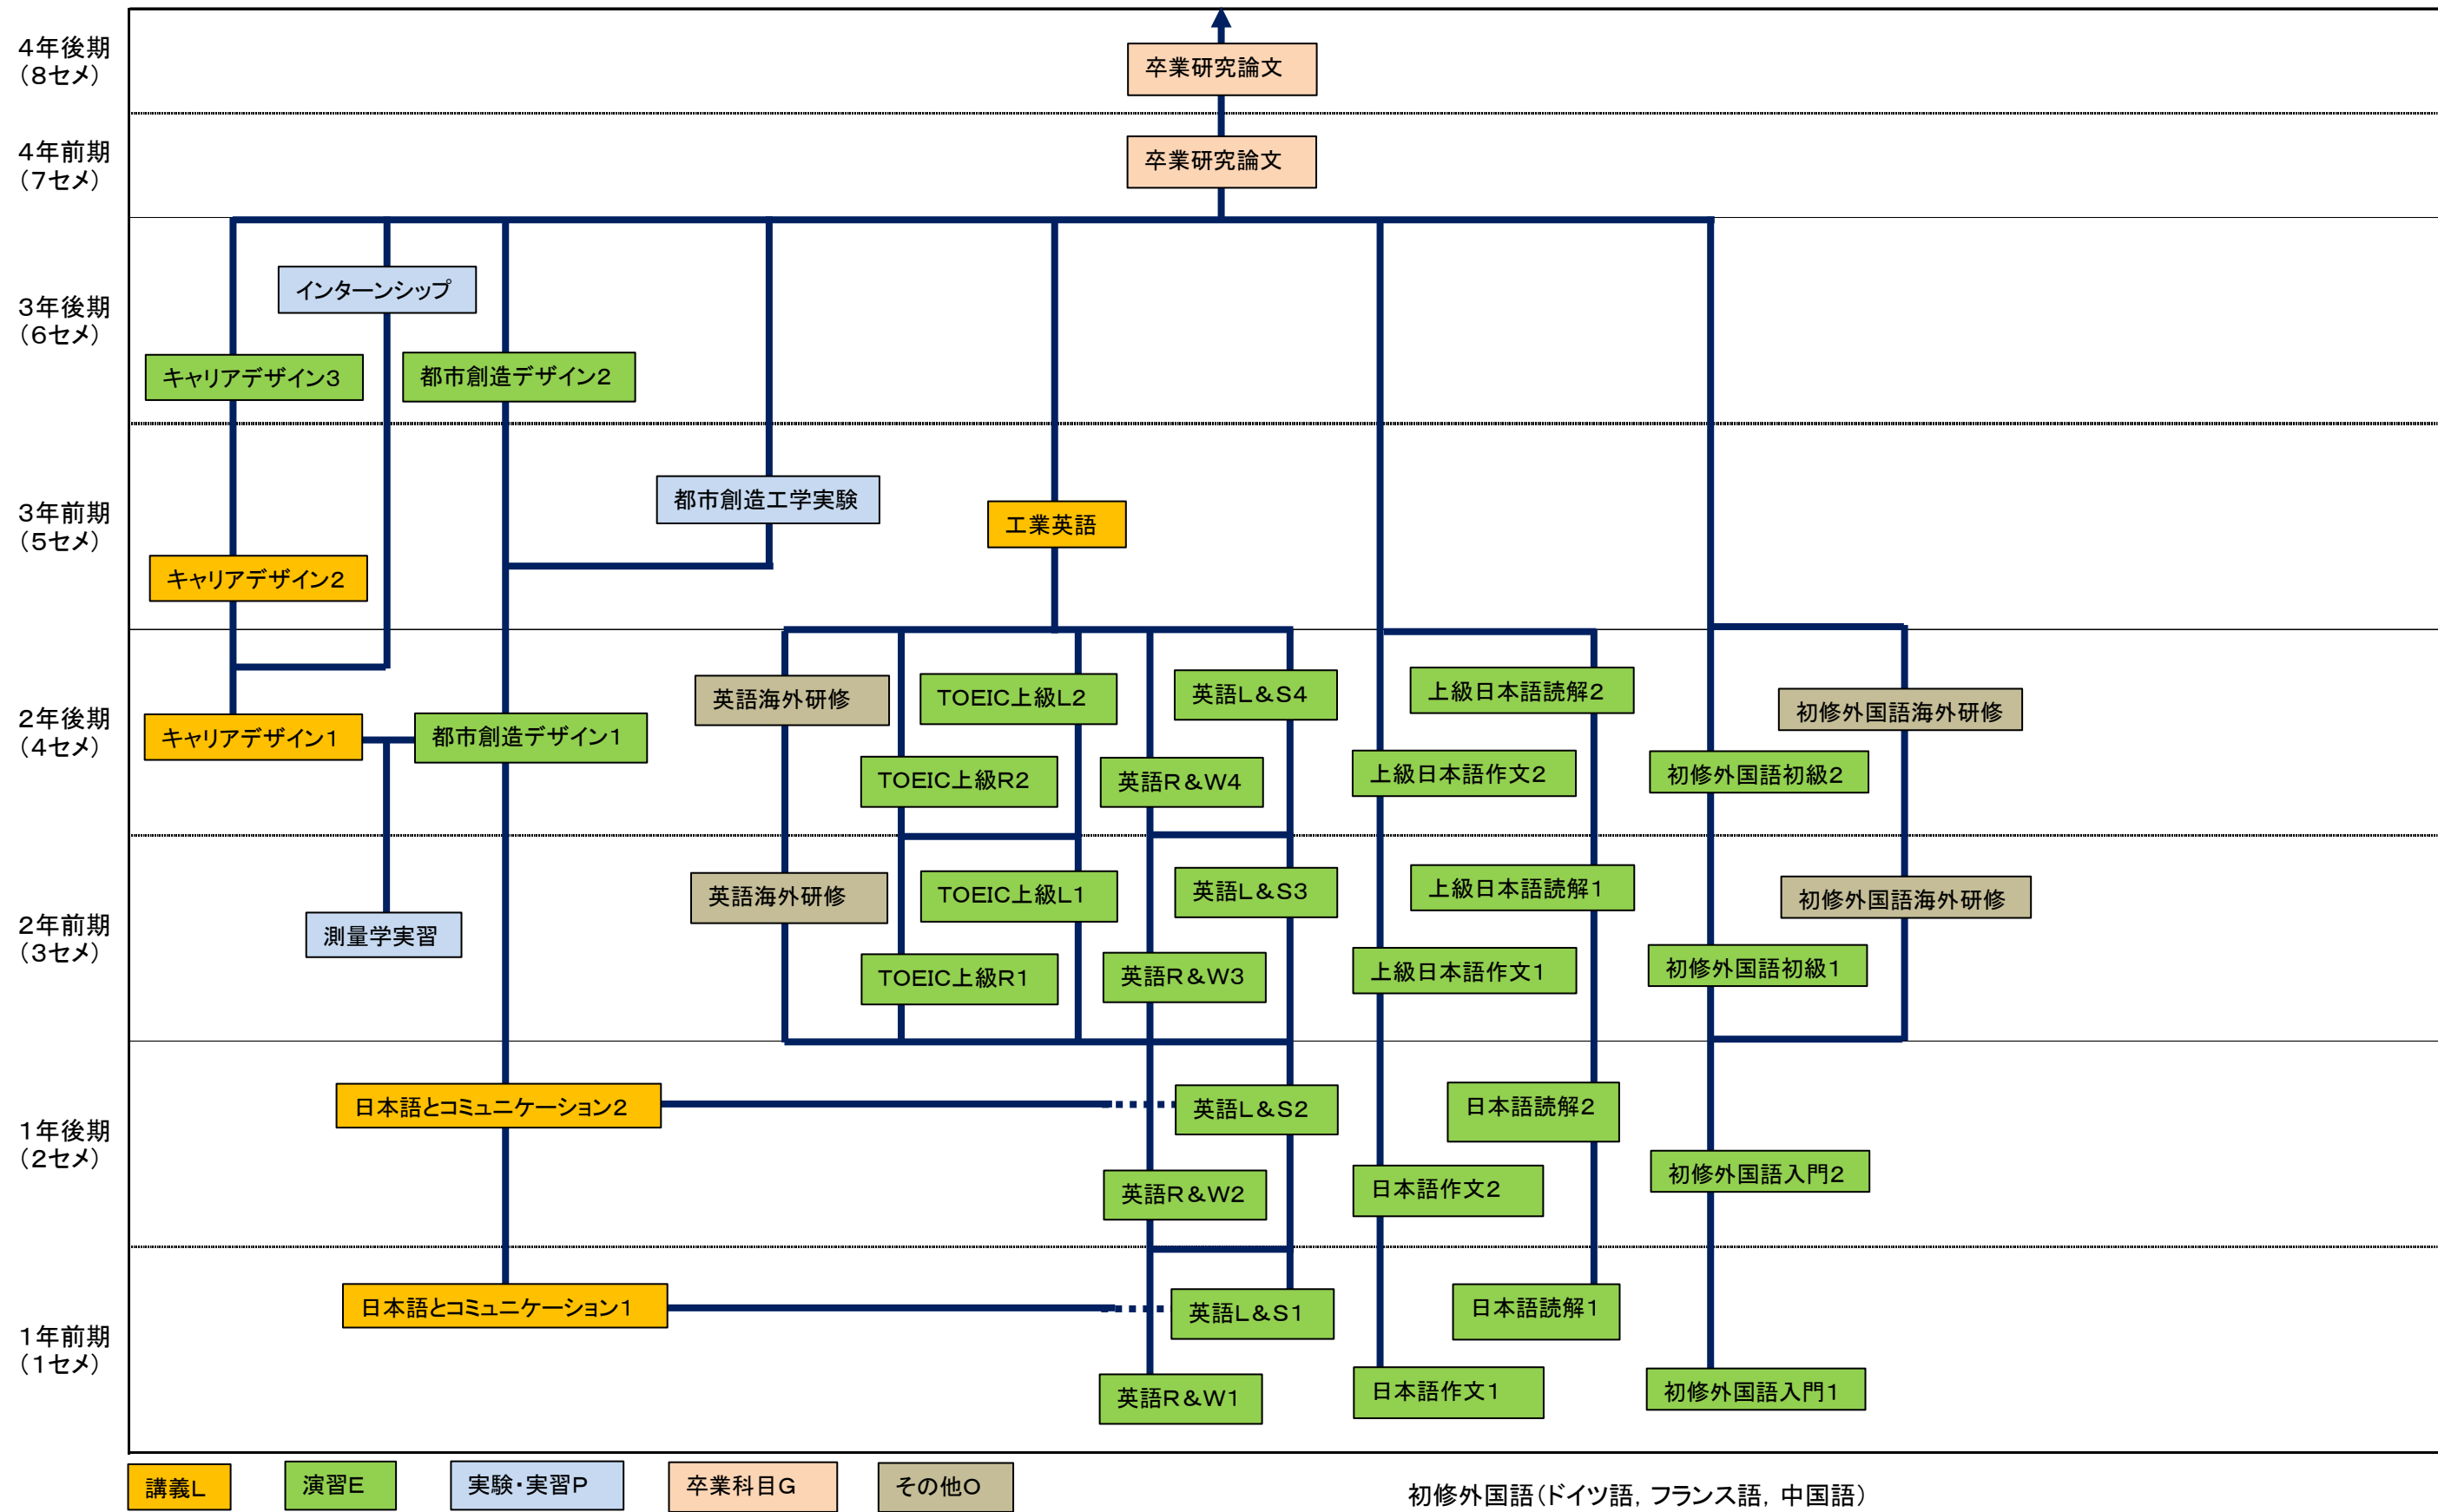 4年後期
（8セメ）
卒業研究論文
4年前期
（7セメ）
卒業研究論文
3年後期
（6セメ）
インターンシップ
キャリアデザイン3
都市創造デザイン2
3年前期
（5セメ）
都市創造工学実験
工業英語
キャリアデザイン2
2年後期
（4セメ）
英語海外研修
TOEIC上級L2
英語L＆S4
上級日本語読解2
初修外国語海外研修
キャリアデザイン1
都市創造デザイン1
TOEIC上級R2
英語R＆W4
上級日本語作文2
初修外国語初級2
2年前期
（3セメ）
英語海外研修
TOEIC上級L1
英語L＆S3
上級日本語読解1
初修外国語海外研修
測量学実習
TOEIC上級R1
英語R＆W3
上級日本語作文1
初修外国語初級1
1年後期
（2セメ）
日本語とコミュニケーション2
英語L＆S2
日本語読解2
英語R＆W2
日本語作文2
初修外国語入門2
1年前期
（1セメ）
日本語とコミュニケーション1
英語L＆S1
日本語読解1
英語R＆W1
日本語作文1
初修外国語入門1
講義L
演習E
実験・実習P
卒業科目G
その他O
初修外国語（ドイツ語，フランス語，中国語）